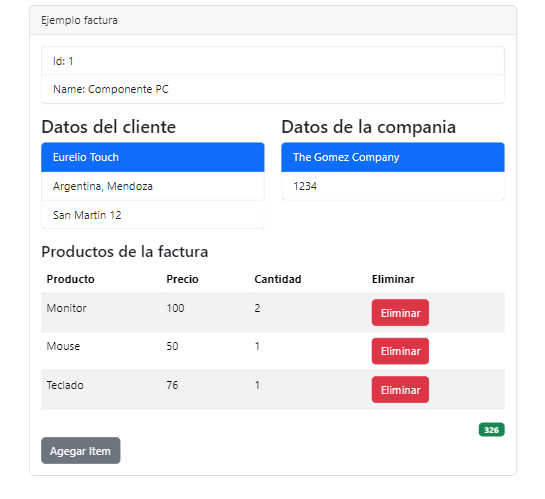 Ejemplo factura
Id: 1
Name: Componente PC
Datos del cliente
Eurelio Touch
Argentina, Mendoza
San Martin 12
Datos de la compania
The Gomez Company
1234
Productos de la factura
Producto Precio Cantidad Eliminar
Monitor 100 2 Eliminar
Mouse 50 1 Eliminar
Teclado 76 1 Eliminar
326
Agegar Item